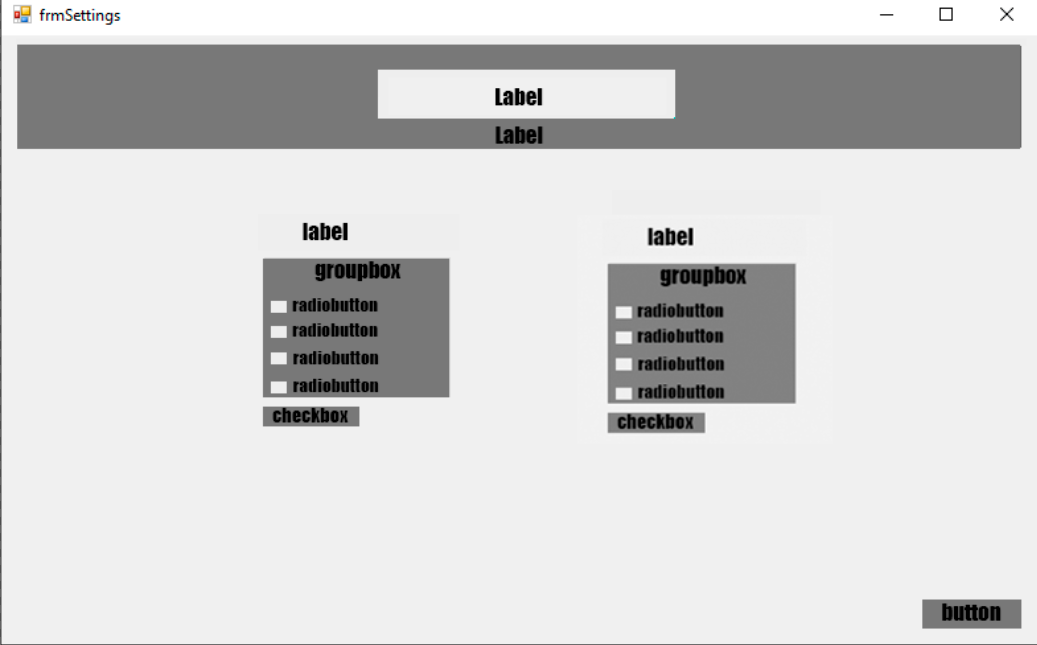 frmSettings
Label
Label
label
groupbox
radiobutton
radiobutton
radiobutton
radiobutton
checkbox
label
groupbox
radiobutton
radiobutton
radiobutton
radiobutton
checkbox
button